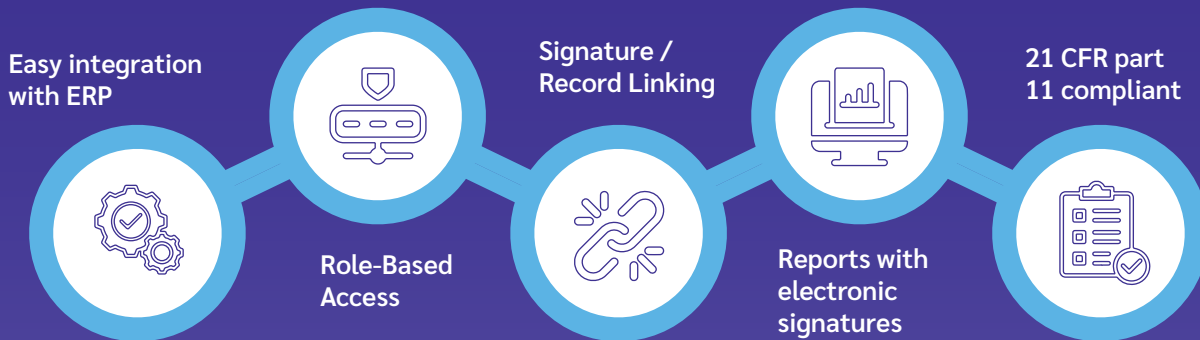 Easy integration
with ERP
Role-Based
Access
Signature /
Record Linking
Reports with
electronic
signatures
21 CFR part
11 compliant